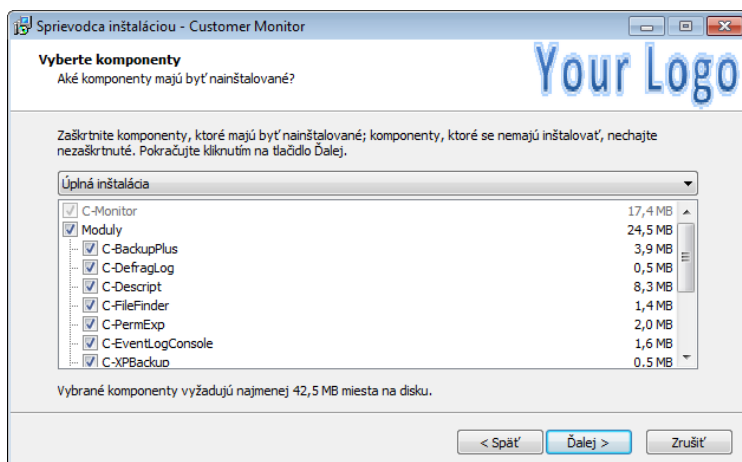 Sprievodca inštaláciou - Customer Monitor
Vyberte komponenty
Aké komponenty majú byť nainštalované?
Your Logo
Zaškrtnite komponenty, ktoré majú byť nainštalované; komponenty, ktoré se nemajú inštalovať, nechajte
nezaškrtnuté. Pokračujte kliknutím na tlačidlo Ďalej.
Úplná inštalácia
C-Monitor 17,4 MB
Moduly 24,5 MB
C-BackupPlus 3,9 MB
C-DefragLog 0,5 MB
C-Descript 8,3 MB
C-FileFinder 1,4 MB
C-PermExp 2,0 MB
C-EventLogConsole 1,6 MB
C-XPBackup 0.5 MB
Vybrané komponenty vyžadujú najmenej 42,5 MB miesta na disku.
< Späť Ďalej > Zrušiť